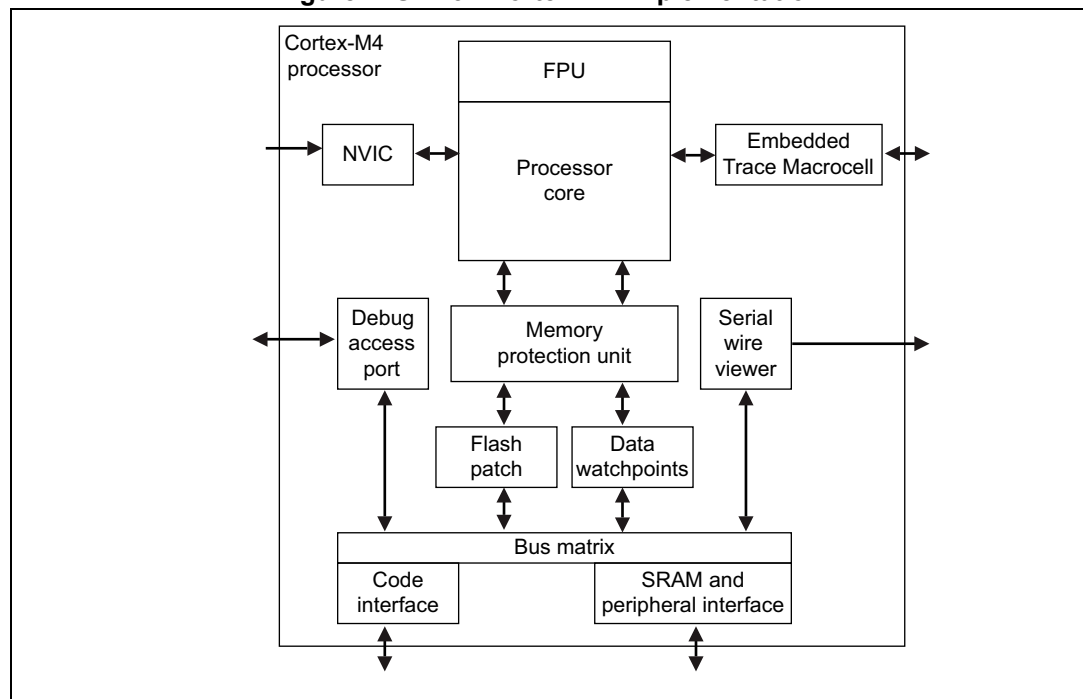 Cortex-M4
processor
FPU
NVIC
Processor
core
Embedded
Trace Macrocell
Debug
access
port
Memory
protection unit
Serial
wire
viewer
Flash
patch
Data
watchpoints
Bus matrix
Code
interface
SRAM and
peripheral interface